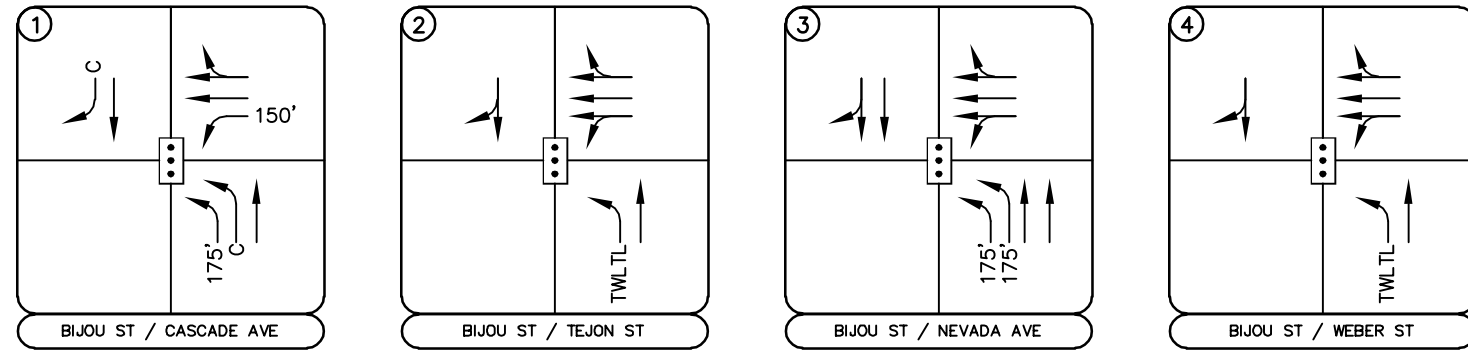 1
C
150'
175'
C
BIJOU ST / CASCADE AVE
2
TWLTL
BIJOU ST / TEJON ST
3
175'
175'
BIJOU ST / NEVADA AVE
4
TWLTL
BIJOU ST / WEBER ST